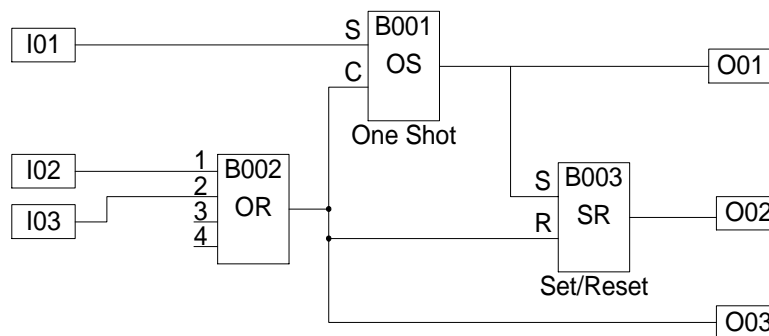 I01
S
B001
OS
C
One Shot
O01
I02
I03
1
2
3
4
B002
OR
S
B003
SR
R
Set/Reset
O02
O03